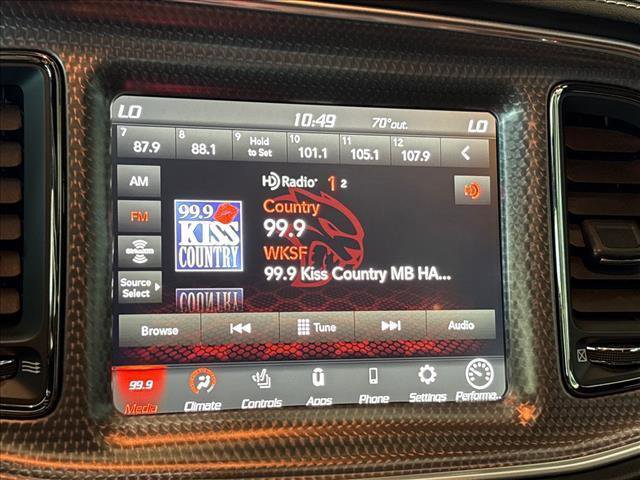 LO 10:49 70°out. LO
7 8 9 10 11 12
87.9 88.1 Hold to Set 101.1 105.1 107.9
AM
HD Radio 1 2
HD
Country
FM
99.9
99.9
KISS
COUNTRY
WKSF
SiriusXM
99.9 Kiss Country MB HA...
Source
Select
COUNTRY
Browse Tune Audio
99.9
Media Climate Controls Apps Phone Settings Performa..